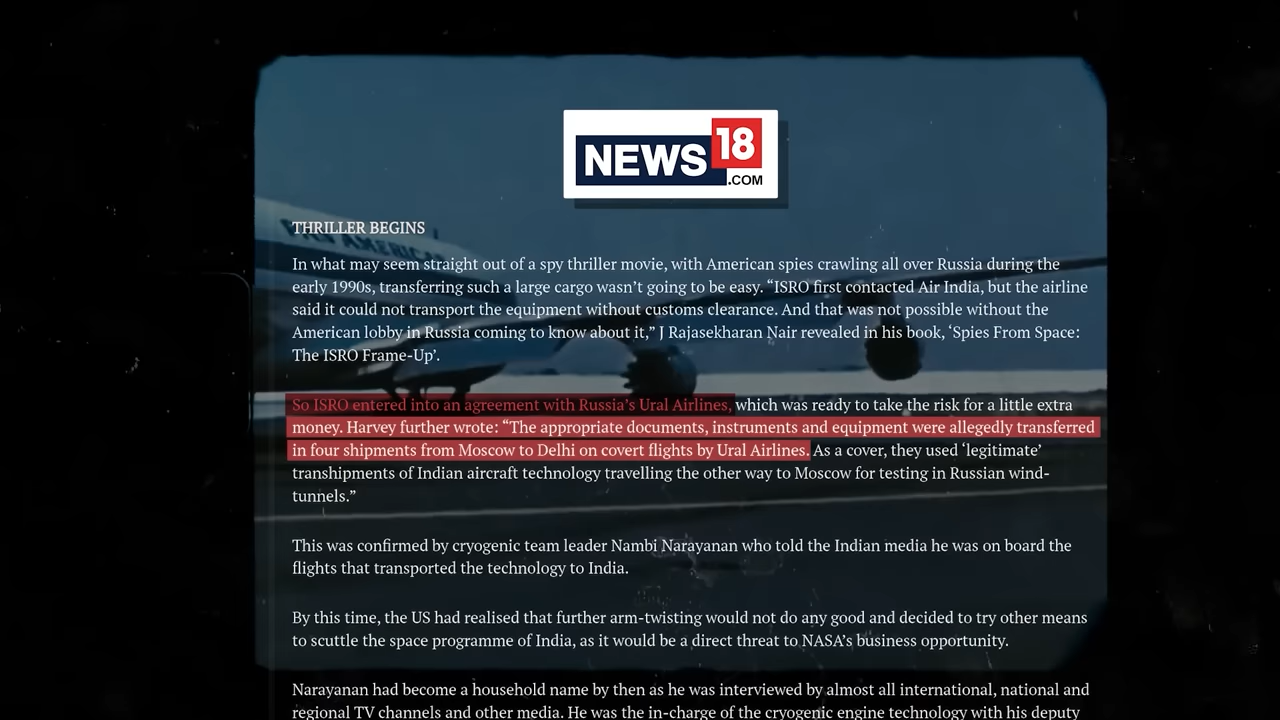 NEWS 18
.COM
PAN AMERICAN
THRILLER BEGINS
In what may seem straight out of a spy thriller movie, with American spies crawling all over Russia during the
early 1990s, transferring such a large cargo wasn’t going to be easy. “ISRO first contacted Air India, but the airline
said it could not transport the equipment without customs clearance. And that was not possible without the
American lobby in Russia coming to know about it,” J Rajasekharan Nair revealed in his book, ‘Spies From Space:
The ISRO Frame-Up’.
So ISRO entered into an agreement with Russia’s Ural Airlines, which was ready to take the risk for a little extra
money. Harvey further wrote: “The appropriate documents, instruments and equipment were allegedly transferred
in four shipments from Moscow to Delhi on covert flights by Ural Airlines. As a cover, they used ‘legitimate’
transhipments of Indian aircraft technology travelling the other way to Moscow for testing in Russian wind-
tunnels.”
This was confirmed by cryogenic team leader Nambi Narayanan who told the Indian media he was on board the
flights that transported the technology to India.
By this time, the US had realised that further arm-twisting would not do any good and decided to try other means
to scuttle the space programme of India, as it would be a direct threat to NASA’s business opportunity.
Narayanan had become a household name by then as he was interviewed by almost all international, national and
regional TV channels and other media. He was the in-charge of the cryogenic engine technology with his deputy